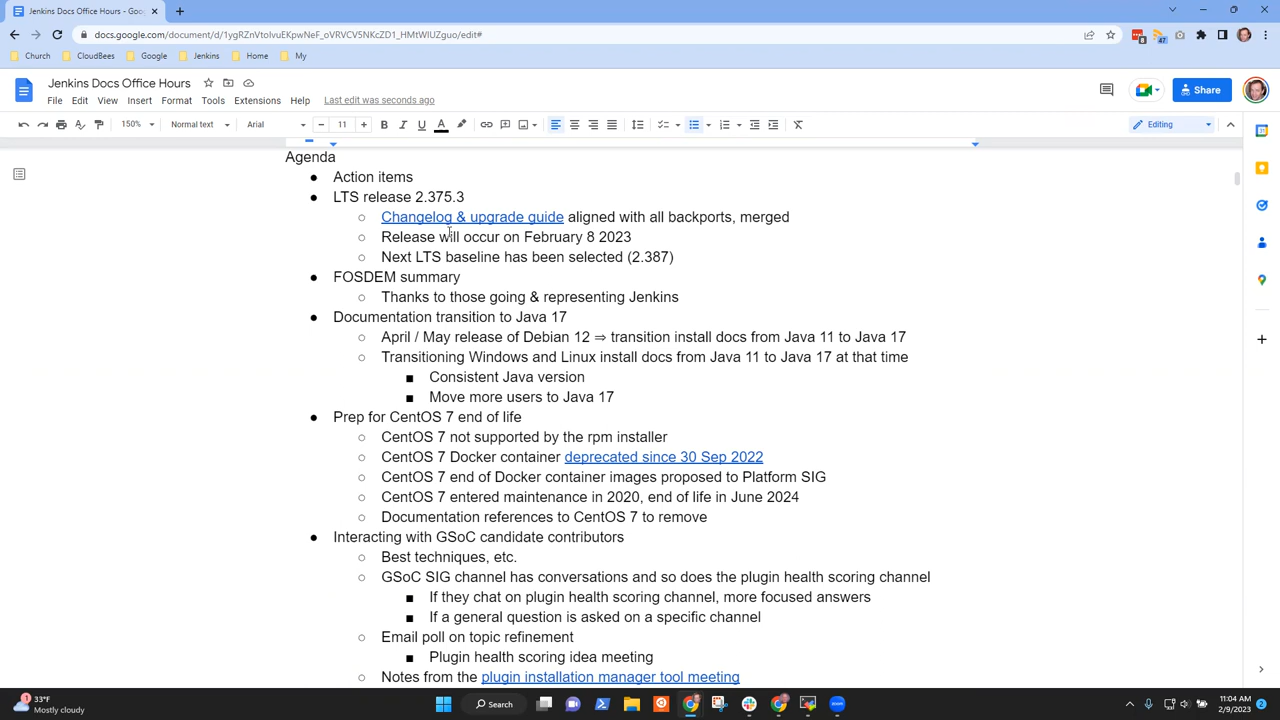 Jenkins Docs Office Hours - Goo
docs.google.com/document/d/1ygRZnVtoIvuEKpwNeF_oVRVCV5NKcZD1_HMtWIUZguo/edit#
Church
CloudBees
Google
Jenkins
Home
My
Jenkins Docs Office Hours
File Edit View Insert Format Tools Extensions Help Last edit was seconds ago
Share
150% Normal text Arial 11 Editing
Agenda
● Action items
● LTS release 2.375.3
○ Changelog & upgrade guide aligned with all backports, merged
○ Release will occur on February 8 2023
○ Next LTS baseline has been selected (2.387)
● FOSDEM summary
○ Thanks to those going & representing Jenkins
● Documentation transition to Java 17
○ April / May release of Debian 12 ⇒ transition install docs from Java 11 to Java 17
○ Transitioning Windows and Linux install docs from Java 11 to Java 17 at that time
■ Consistent Java version
■ Move more users to Java 17
● Prep for CentOS 7 end of life
○ CentOS 7 not supported by the rpm installer
○ CentOS 7 Docker container deprecated since 30 Sep 2022
○ CentOS 7 end of Docker container images proposed to Platform SIG
○ CentOS 7 entered maintenance in 2020, end of life in June 2024
○ Documentation references to CentOS 7 to remove
● Interacting with GSoC candidate contributors
○ Best techniques, etc.
○ GSoC SIG channel has conversations and so does the plugin health scoring channel
■ If they chat on plugin health scoring channel, more focused answers
■ If a general question is asked on a specific channel
○ Email poll on topic refinement
■ Plugin health scoring idea meeting
○ Notes from the plugin installation manager tool meeting
33°F
Mostly cloudy
Search
11:04 AM
2/9/2023